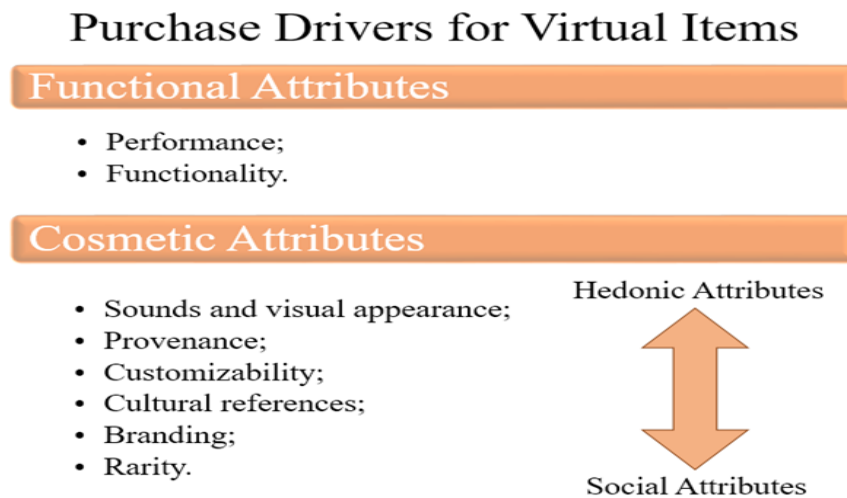 Purchase Drivers for Virtual Items
Functional Attributes
• Performance;
• Functionality.
Cosmetic Attributes
• Sounds and visual appearance;
• Provenance;
• Customizability;
• Cultural references;
• Branding;
• Rarity.
Hedonic Attributes
Social Attributes